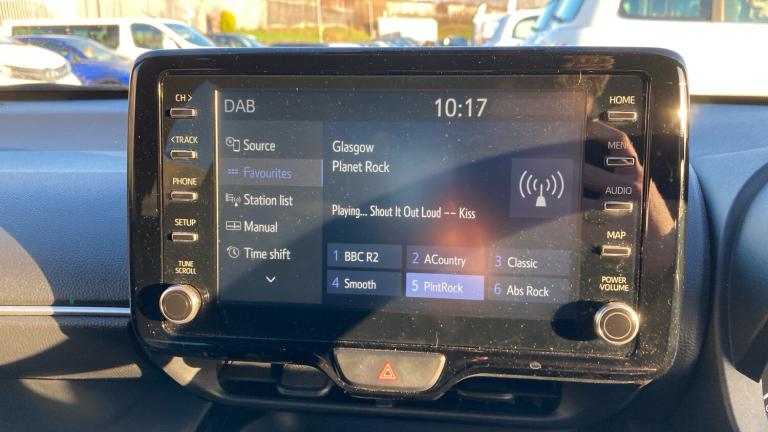 CH >
< TRACK
PHONE
SETUP
TUNE
SCROLL
DAB
10:17
Source
Favourites
Station list
Manual
Time shift
Glasgow
Planet Rock
Playing... Shout It Out Loud -- Kiss
1 BBC R2
2 ACountry
3 Classic
4 Smooth
5 PlntRock
6 Abs Rock
HOME
MENU
AUDIO
MAP
POWER
VOLUME